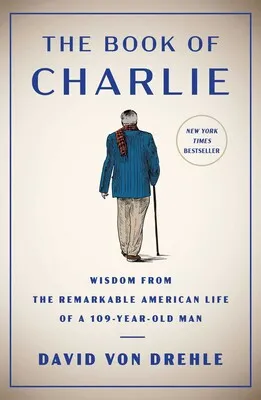 THE BOOK OF
CHARLIE
NEW YORK
TIMES
BESTSELLER
WISDOM FROM
THE REMARKABLE AMERICAN LIFE
OF A 109-YEAR-OLD MAN
DAVID VON DREHLE